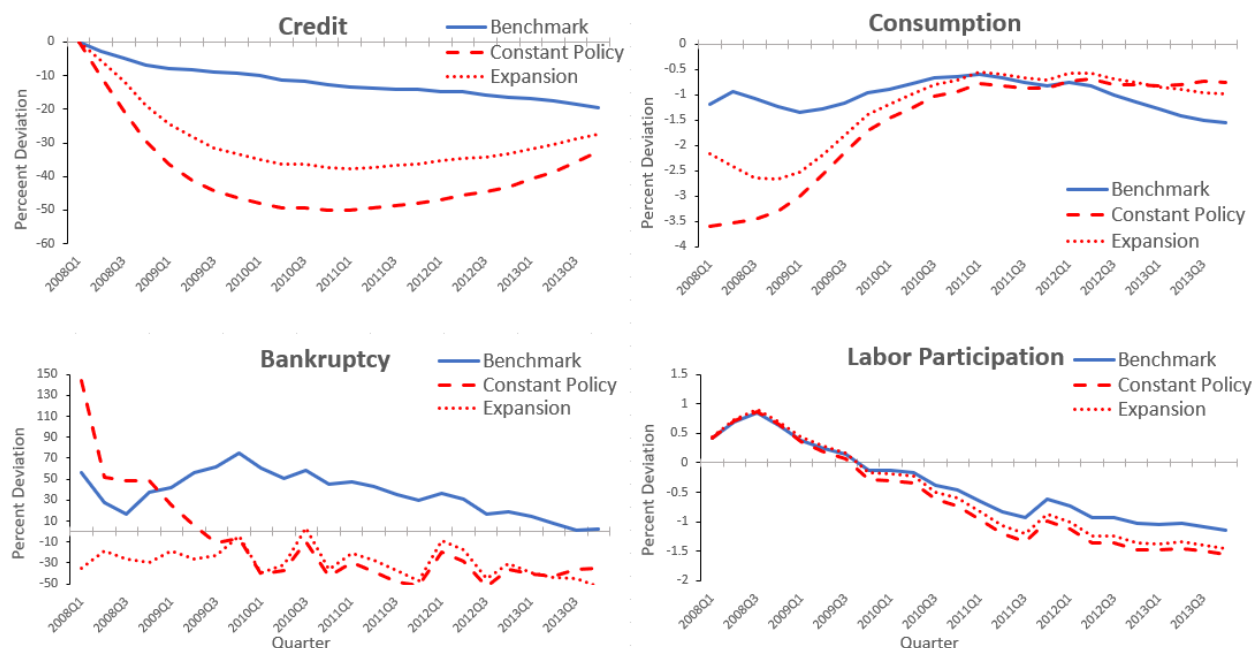 Credit
Benchmark
Constant Policy
Expansion
Perceent Deviation
0
-10
-20
-30
-40
-50
-60
2008Q1
2008Q3
2009Q1
2009Q3
2010Q1
2010Q3
2011Q1
2011Q3
2012Q1
2012Q3
2013Q1
2013Q3
Consumption
Percent Deviation
0
-0.5
-1
-1.5
-2
-2.5
-3
-3.5
-4
Benchmark
Constant Policy
Expansion
2008Q1
2008Q3
2009Q1
2009Q3
2010Q1
2010Q3
2011Q1
2011Q3
2012Q1
2012Q3
2013Q1
2013Q3
Bankruptcy
Benchmark
Constant Policy
Expansion
Percent Deviation
150
130
110
90
70
50
30
10
-10
-30
-50
2008Q1
2008Q3
2009Q1
2009Q3
2010Q1
2010Q3
2011Q1
2011Q3
2012Q1
2012Q3
2013Q1
2013Q3
Quarter
Labor Participation
Benchmark
Constant Policy
Expansion
Percent Deviation
1.5
1
0.5
0
-0.5
-1
-1.5
-2
2008Q1
2008Q3
2009Q1
2009Q3
2010Q1
2010Q3
2011Q1
2011Q3
2012Q1
2012Q3
2013Q1
2013Q3
Quarter